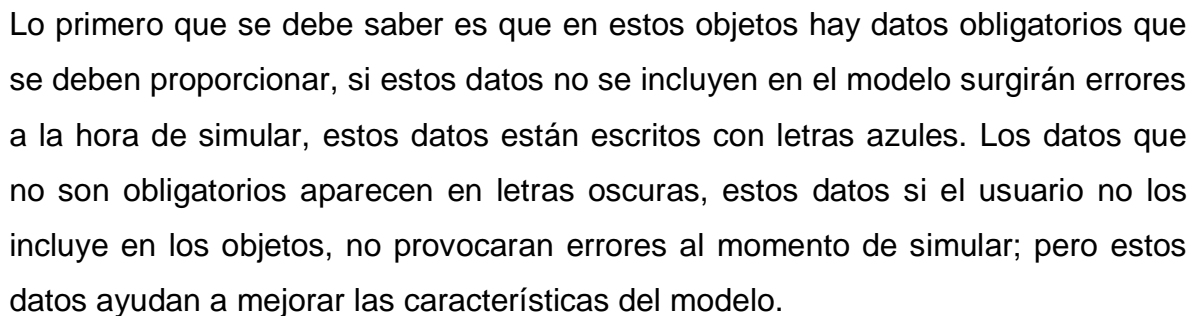 Lo primero que se debe saber es que en estos objetos hay datos obligatorios que
se deben proporcionar, si estos datos no se incluyen en el modelo surgirán errores
a la hora de simular, estos datos están escritos con letras azules. Los datos que
no son obligatorios aparecen en letras oscuras, estos datos si el usuario no los
incluye en los objetos, no provocaran errores al momento de simular; pero estos
datos ayudan a mejorar las características del modelo.